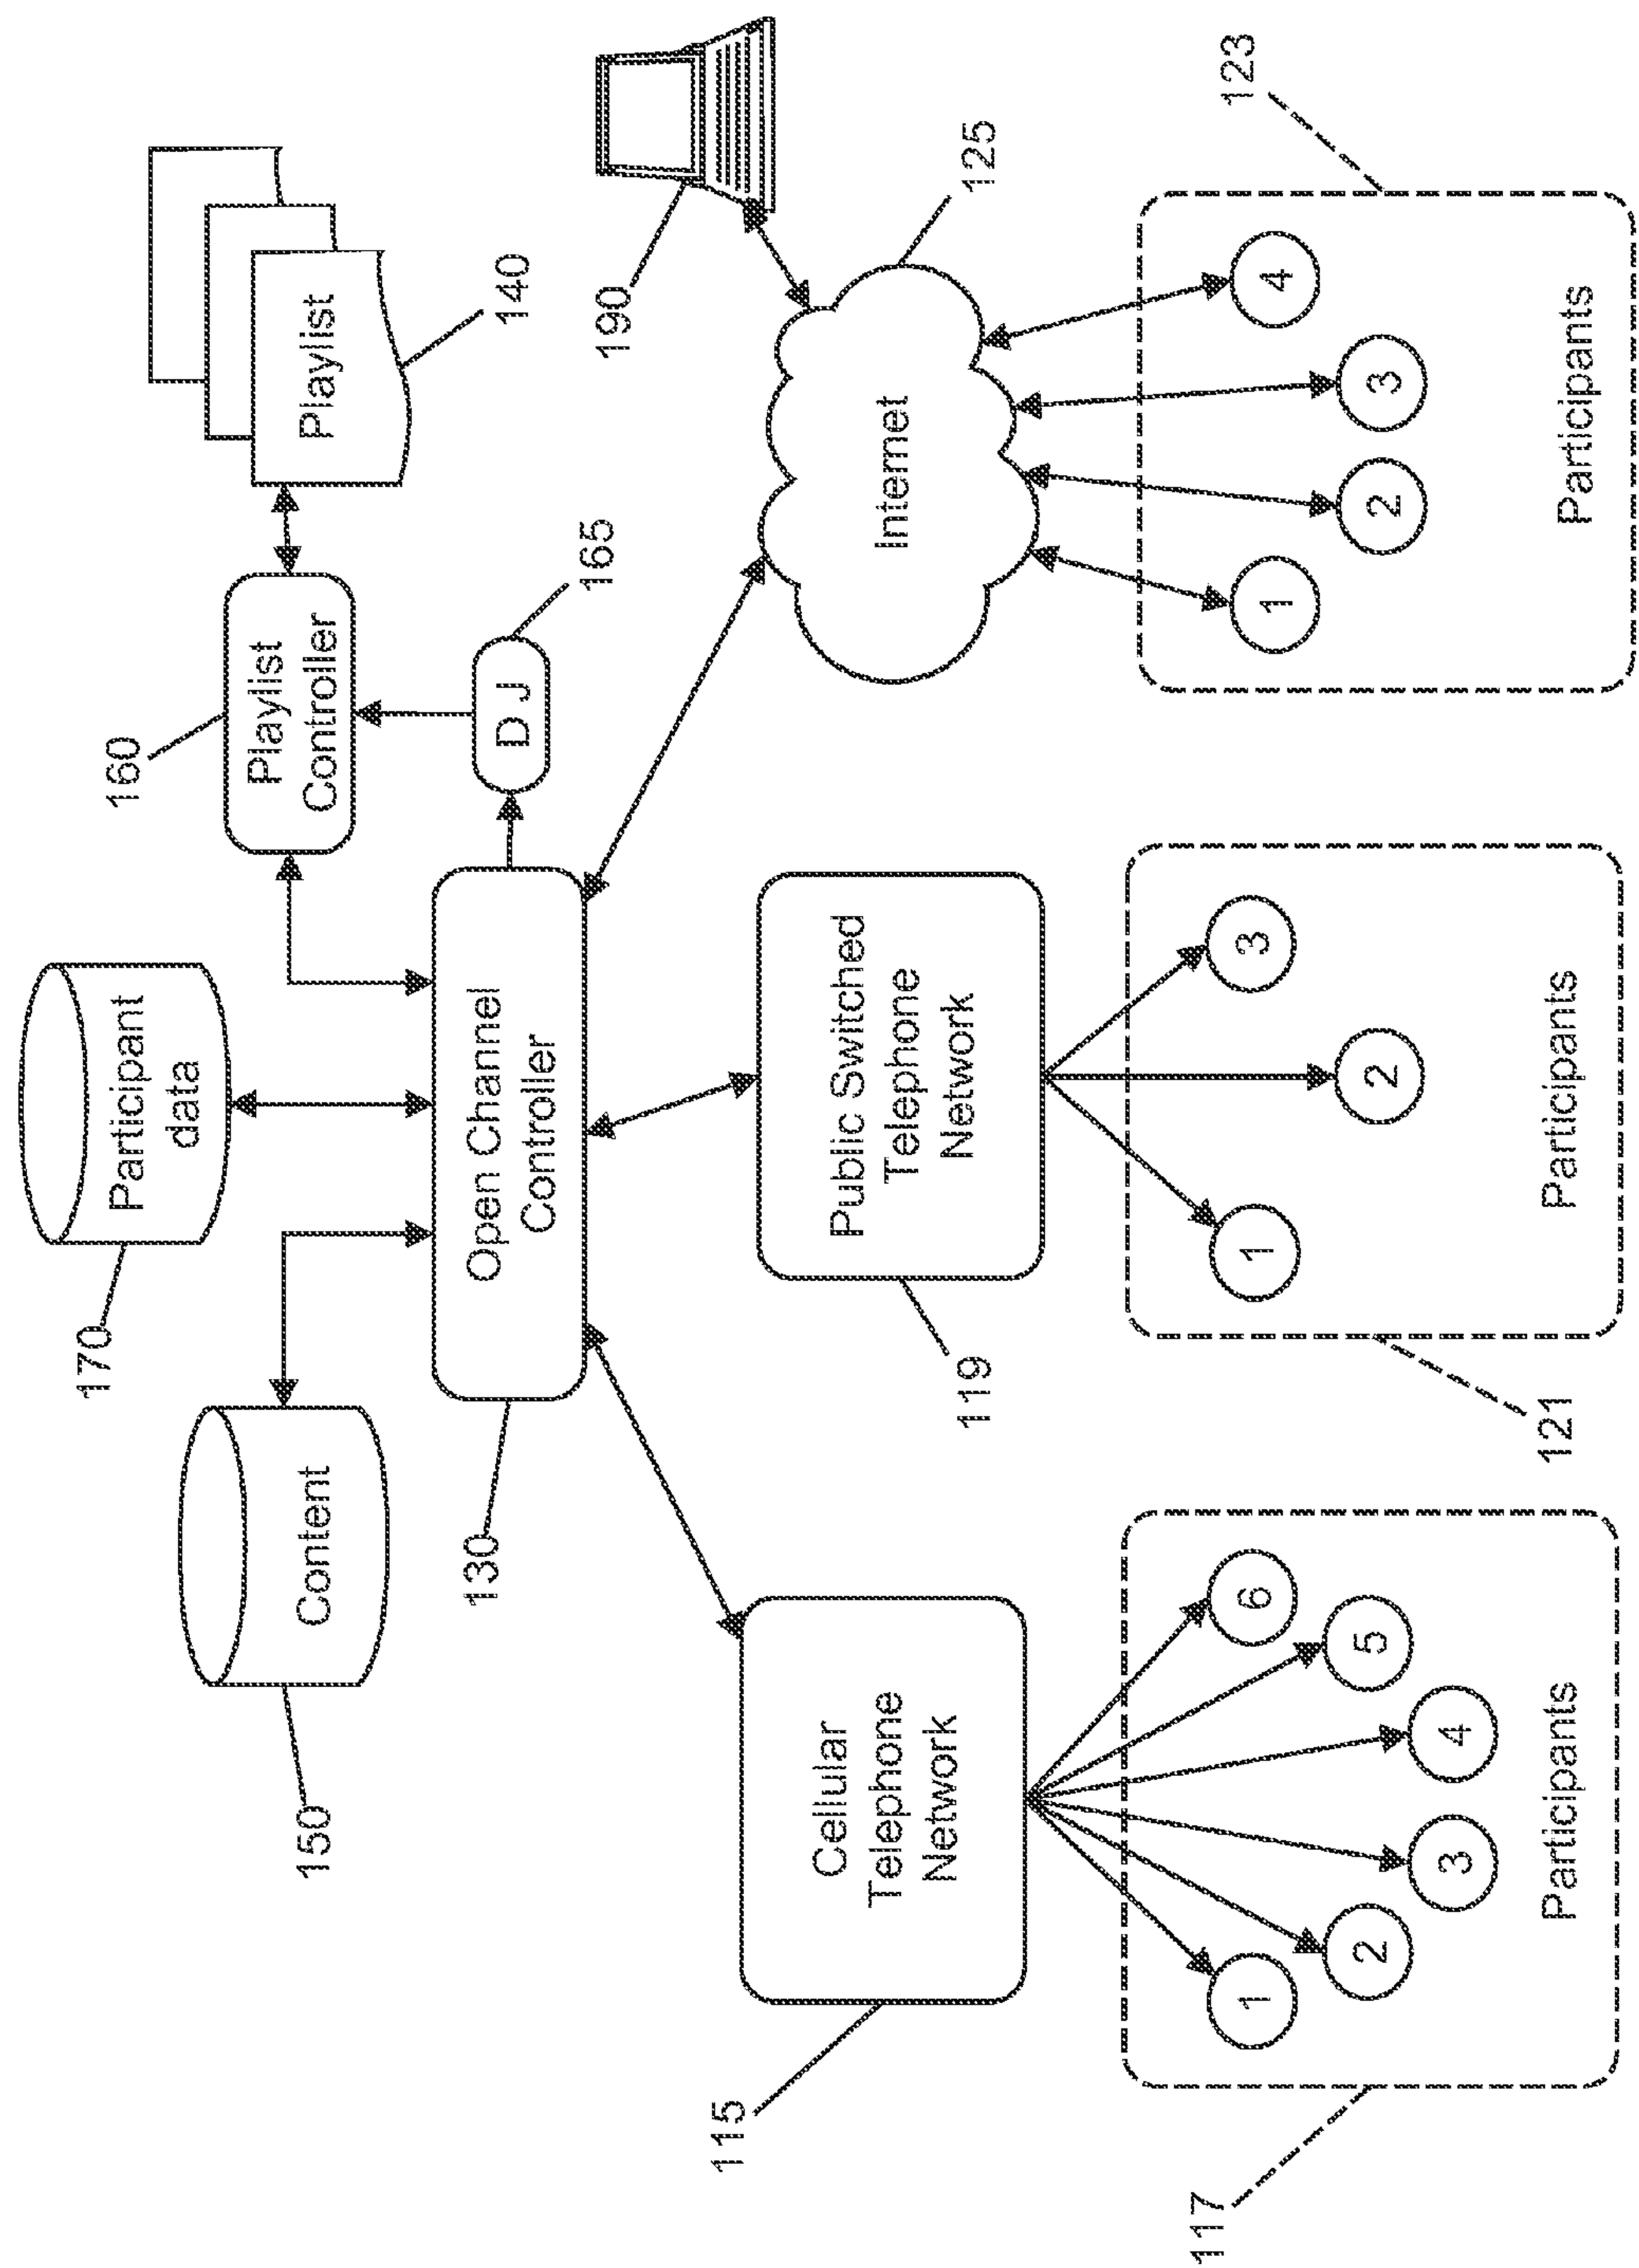 170
Participant
data
160
Playlist
Controller
Playlist
140
150
Content
130
Open Channel
Controller
D J
165
190
115
Cellular
Telephone
Network
119
Public Switched
Telephone
Network
Internet
125
117
1
2
3
4
5
6
Participants
121
1
2
3
Participants
123
1
2
3
4
Participants